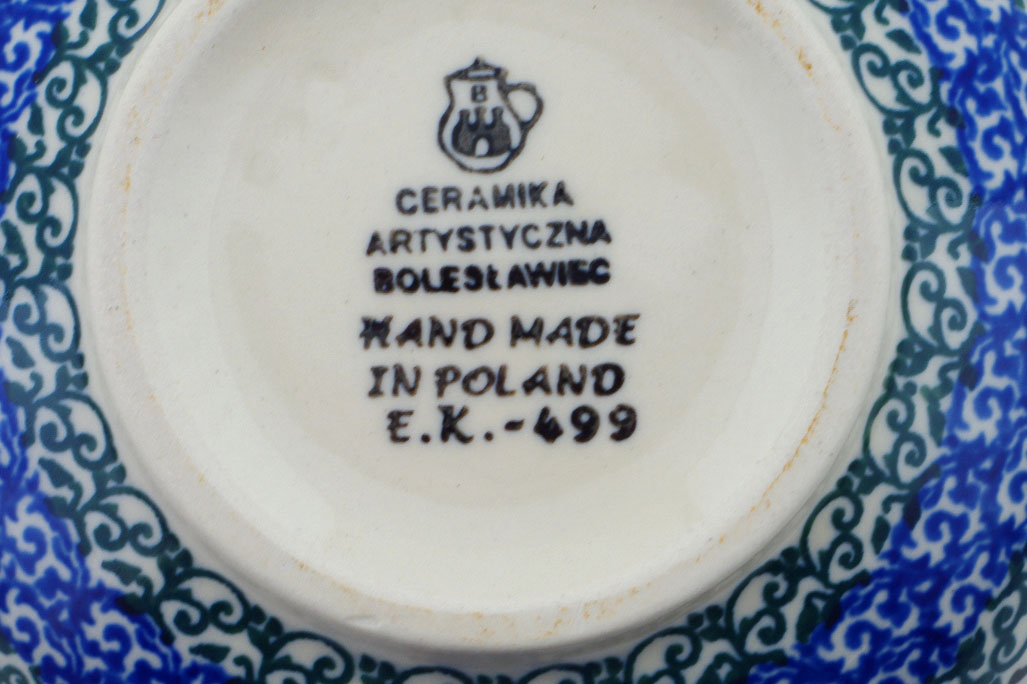 B
CERAMIKA
ARTYSTYCZNA
BOLESŁAWIEC
HAND MADE
IN POLAND
E.K.-499